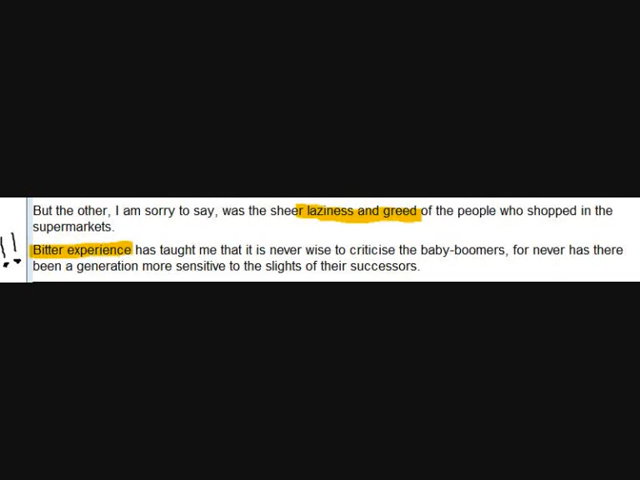 But the other, I am sorry to say, was the sheer laziness and greed of the people who shopped in the
supermarkets.
!! Bitter experience has taught me that it is never wise to criticise the baby-boomers, for never has there
been a generation more sensitive to the slights of their successors.